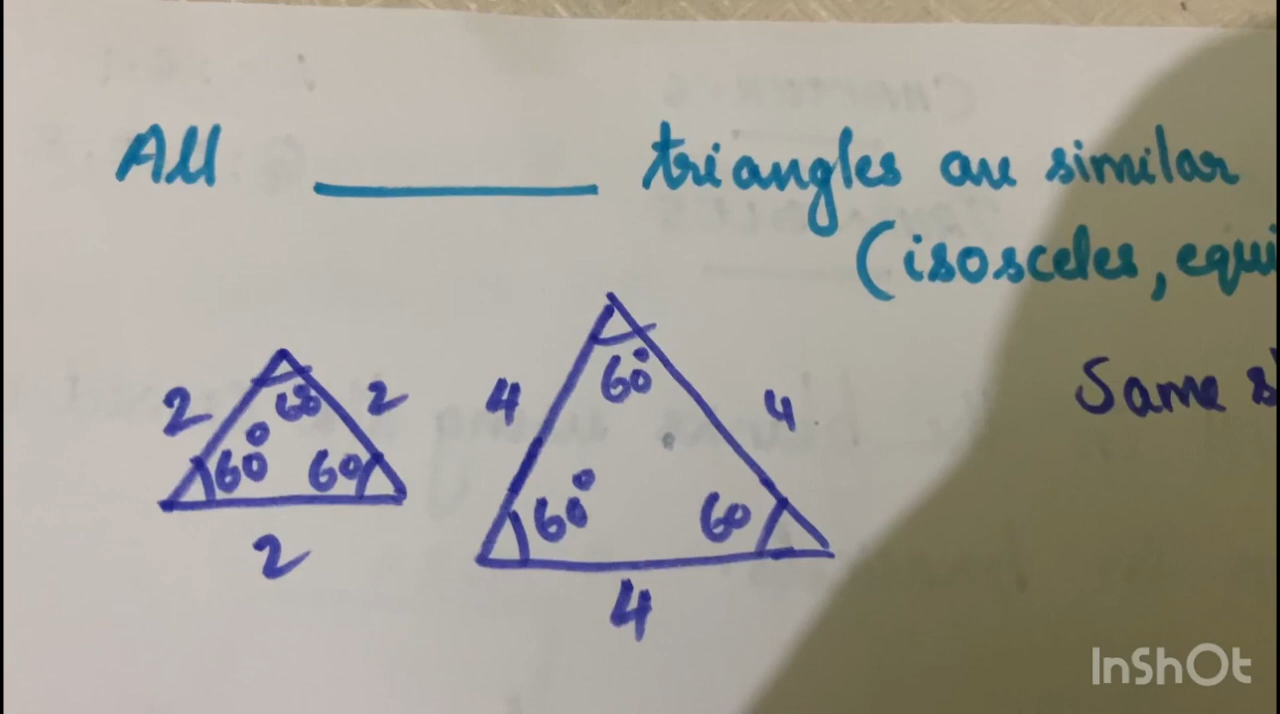 All ________ triangles are similar
(isosceles, equi
Same s
2 60 2
60° 60
2
4 60° 4
60° 60
4
InShOt